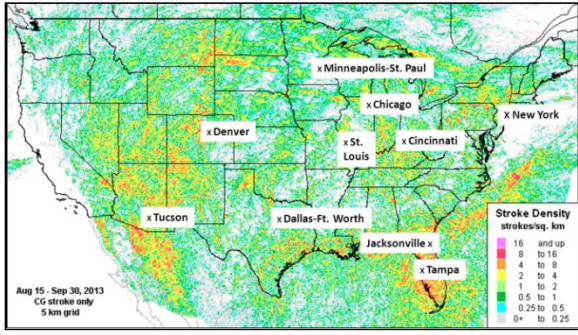 x Minneapolis-St. Paul
x Chicago
x New York
x Denver
x St.
Louis
x Cincinnati
x Tucson
x Dallas-Ft. Worth
Jacksonville x
x Tampa
Stroke Density
strokes/sq. km
16 and up
8 to 16
4 to 8
2 to 4
1 to 2
0.5 to 1
0.25 to 0.5
0+ to 0.25
Aug 15 - Sep 30, 2013
CG stroke only
5 km grid